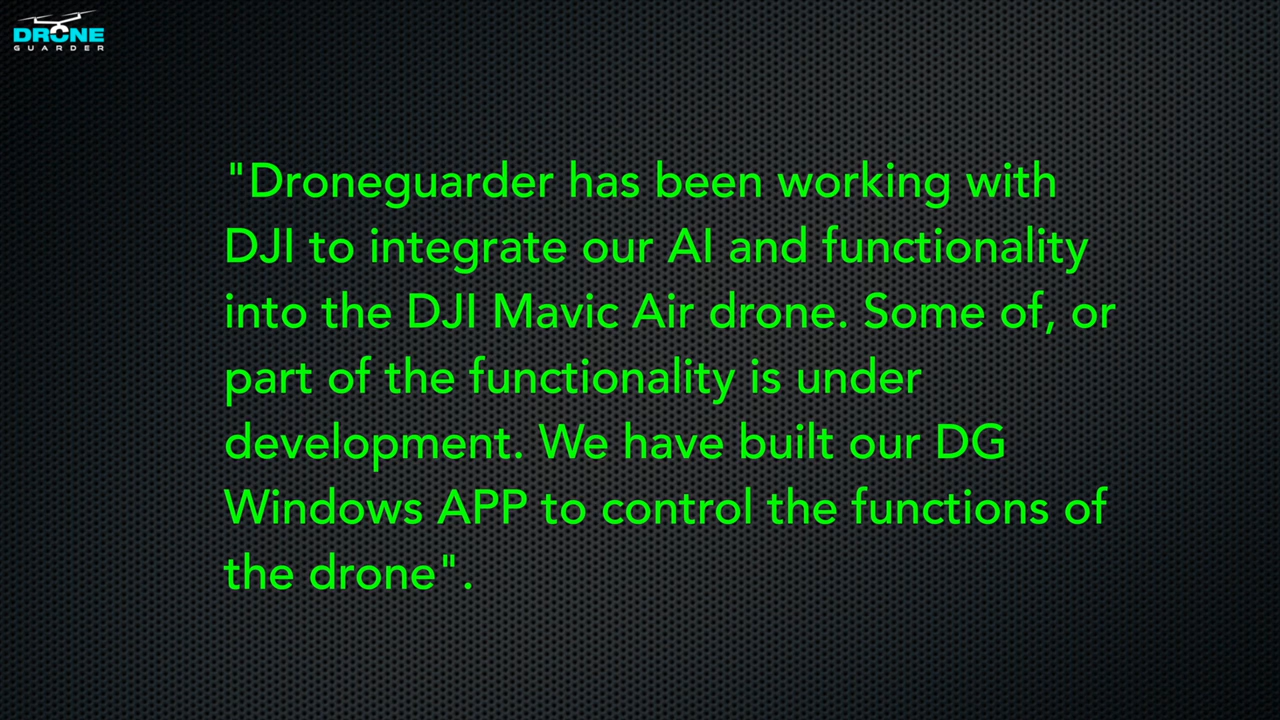 DRONE
GUARDER
"Droneguarder has been working with
DJI to integrate our AI and functionality
into the DJI Mavic Air drone. Some of, or
part of the functionality is under
development. We have built our DG
Windows APP to control the functions of
the drone".